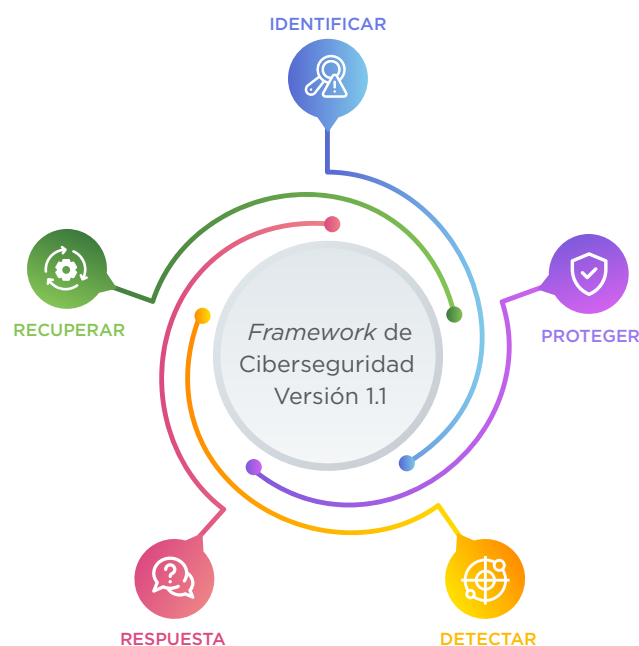 IDENTIFICAR
RECUPERAR
PROTEGER
Framework de
Ciberseguridad
Versión 1.1
RESPUESTA
DETECTAR